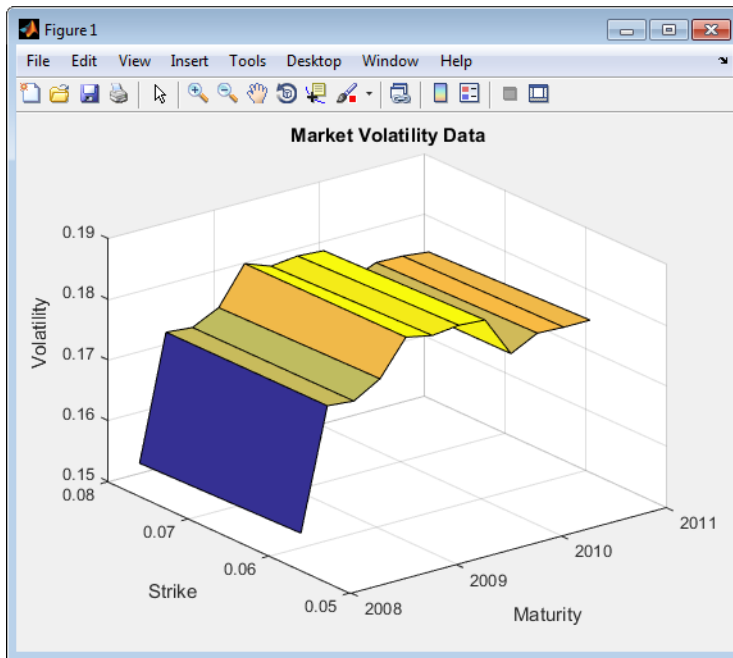 Figure 1
File Edit View Insert Tools Desktop Window Help
Market Volatility Data
0.19
0.18
0.17
0.16
0.15
Volatility
0.08
0.07
0.06
0.05
Strike
2008
2009
2010
2011
Maturity